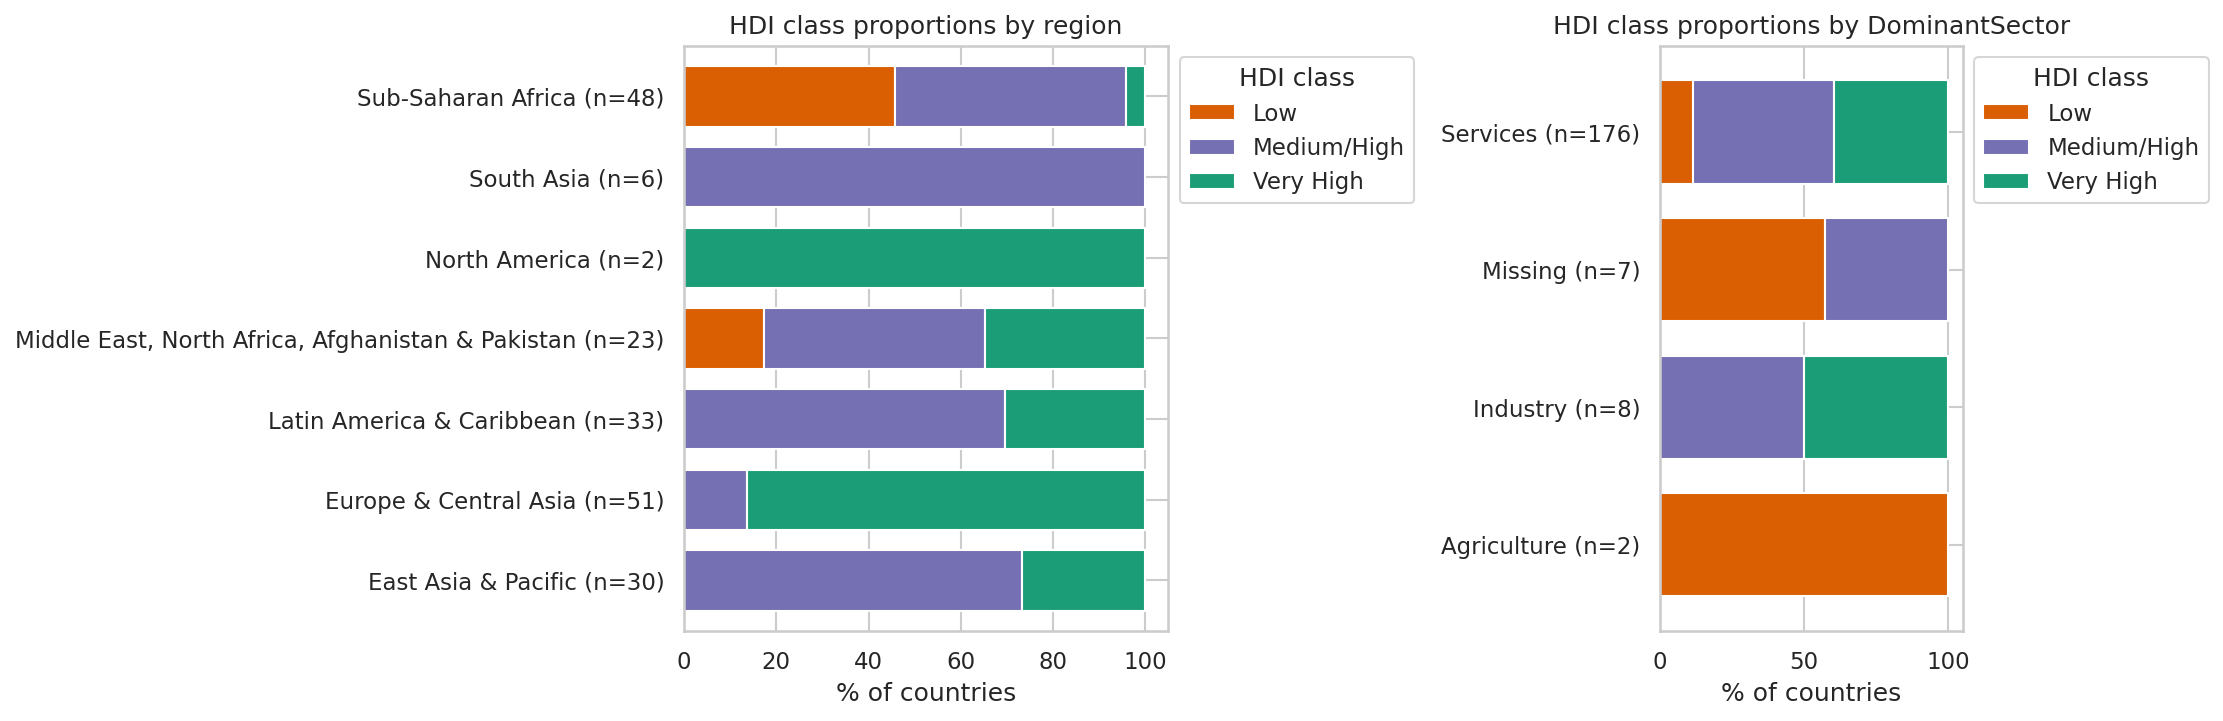 HDI class proportions by region
Sub-Saharan Africa (n=48)
South Asia (n=6)
North America (n=2)
Middle East, North Africa, Afghanistan & Pakistan (n=23)
Latin America & Caribbean (n=33)
Europe & Central Asia (n=51)
East Asia & Pacific (n=30)
0 20 40 60 80 100
% of countries
HDI class
Low
Medium/High
Very High
HDI class proportions by DominantSector
Services (n=176)
Missing (n=7)
Industry (n=8)
Agriculture (n=2)
0 50 100
% of countries
HDI class
Low
Medium/High
Very High